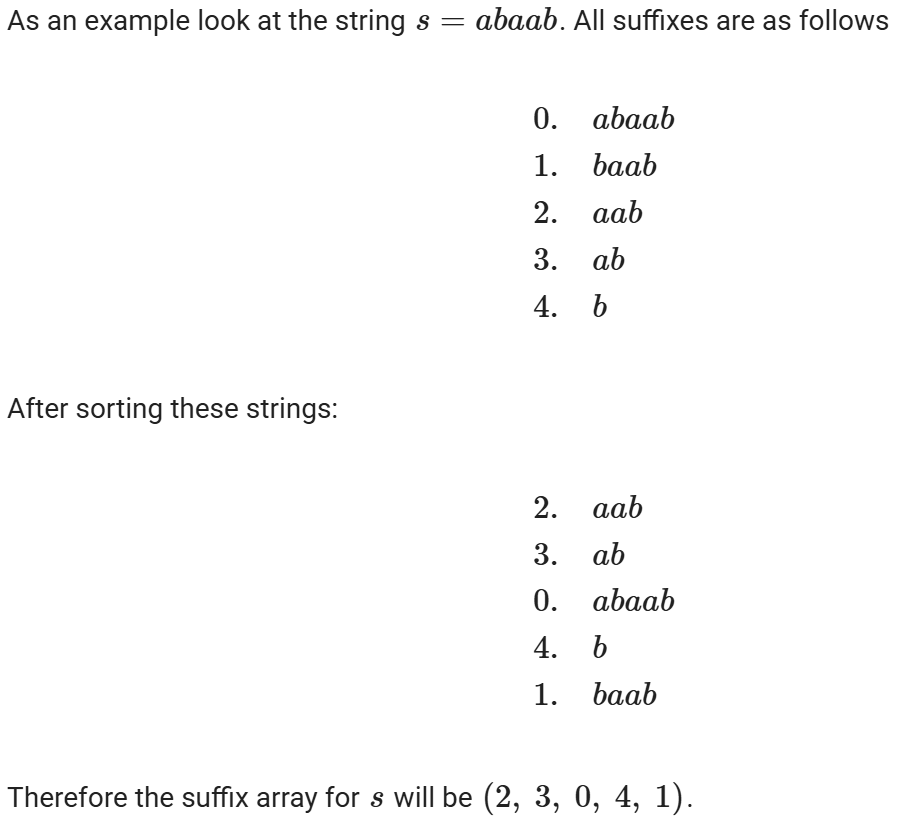 As an example look at the string s = abaab. All suffixes are as follows
0. abaab
1. baab
2. aab
3. ab
4. b
After sorting these strings:
2. aab
3. ab
0. abaab
4. b
1. baab
Therefore the suffix array for s will be (2, 3, 0, 4, 1).